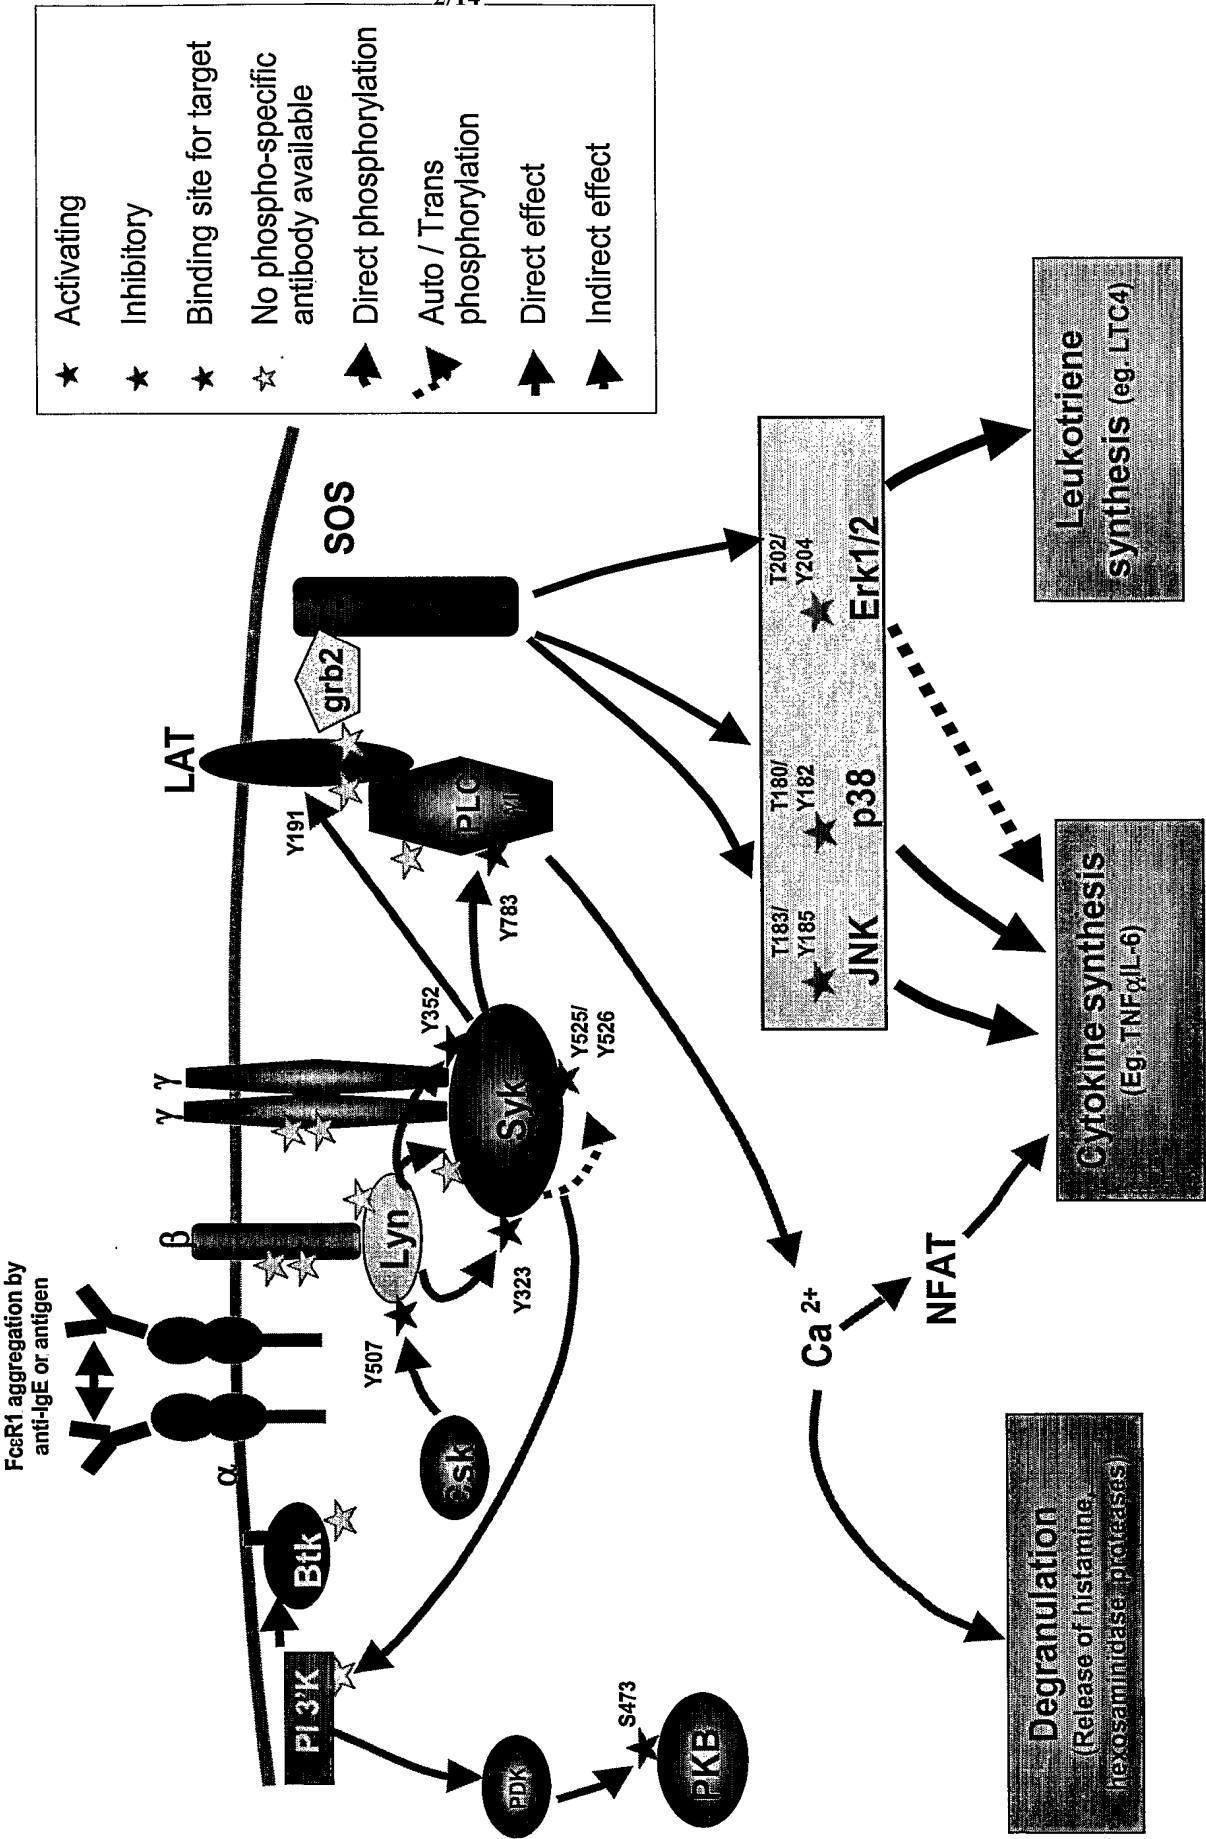 2/14
FcεR1 aggregation by
anti-IgE or antigen
α
β
γ
γ
LAT
SOS
grb2
PLC
γ1
Y191
Y783
Y352
Y525/
Y526
Syk
Lyn
Y323
Y507
Csk
Btk
PI 3'K
PDK
S473
PKB
Ca 2+
NFAT
T183/
Y185
JNK
T180/
Y182
p38
T202/
Y204
Erk1/2
Degranulation
(Release of histamine,
hexosaminidase, proteases)
Cytokine synthesis
(Eg. TNFα/IL-6)
Leukotriene
synthesis (eg. LTC4)
Activating
Inhibitory
Binding site for target
No phospho-specific
antibody available
Direct phosphorylation
Auto / Trans
phosphorylation
Direct effect
Indirect effect